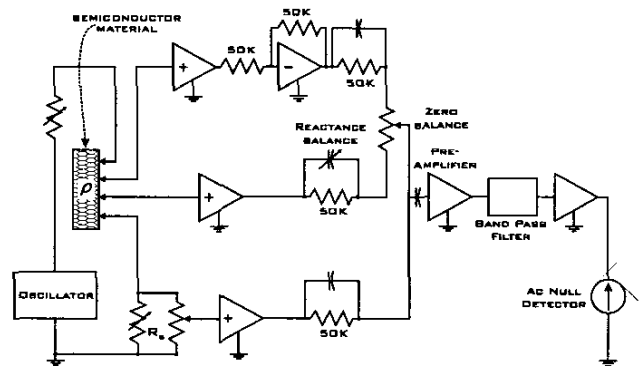 SEMICONDUCTOR
MATERIAL
50K
50K
50K
+
−
ZERO
BALANCE
REACTANCE
BALANCE
PRE-
AMPLIFIER
ρ
+
50K
BAND PASS
FILTER
OSCILLATOR
AC NULL
DETECTOR
+
50K